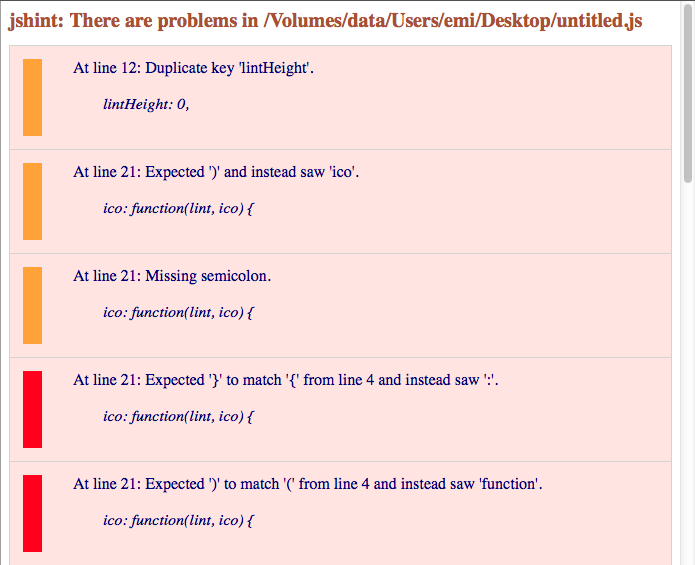 jshint: There are problems in /Volumes/data/Users/emi/Desktop/untitled.js
At line 12: Duplicate key 'lintHeight'.
lintHeight: 0,
At line 21: Expected ')' and instead saw 'ico'.
ico: function(lint, ico) {
At line 21: Missing semicolon.
ico: function(lint, ico) {
At line 21: Expected '}' to match '{' from line 4 and instead saw ':'.
ico: function(lint, ico) {
At line 21: Expected ')' to match '(' from line 4 and instead saw 'function'.
ico: function(lint, ico) {